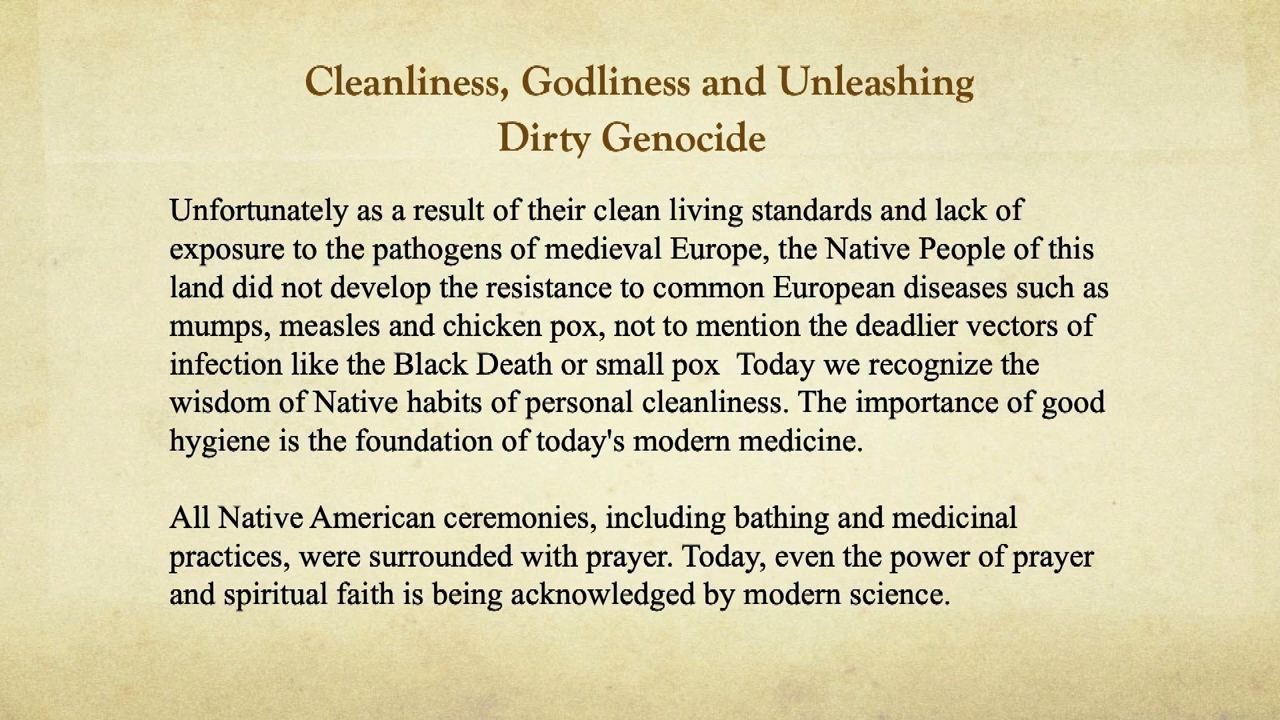 Cleanliness, Godliness and Unleashing
Dirty Genocide
Unfortunately as a result of their clean living standards and lack of
exposure to the pathogens of medieval Europe, the Native People of this
land did not develop the resistance to common European diseases such as
mumps, measles and chicken pox, not to mention the deadlier vectors of
infection like the Black Death or small pox  Today we recognize the
wisdom of Native habits of personal cleanliness. The importance of good
hygiene is the foundation of today's modern medicine.
All Native American ceremonies, including bathing and medicinal
practices, were surrounded with prayer. Today, even the power of prayer
and spiritual faith is being acknowledged by modern science.